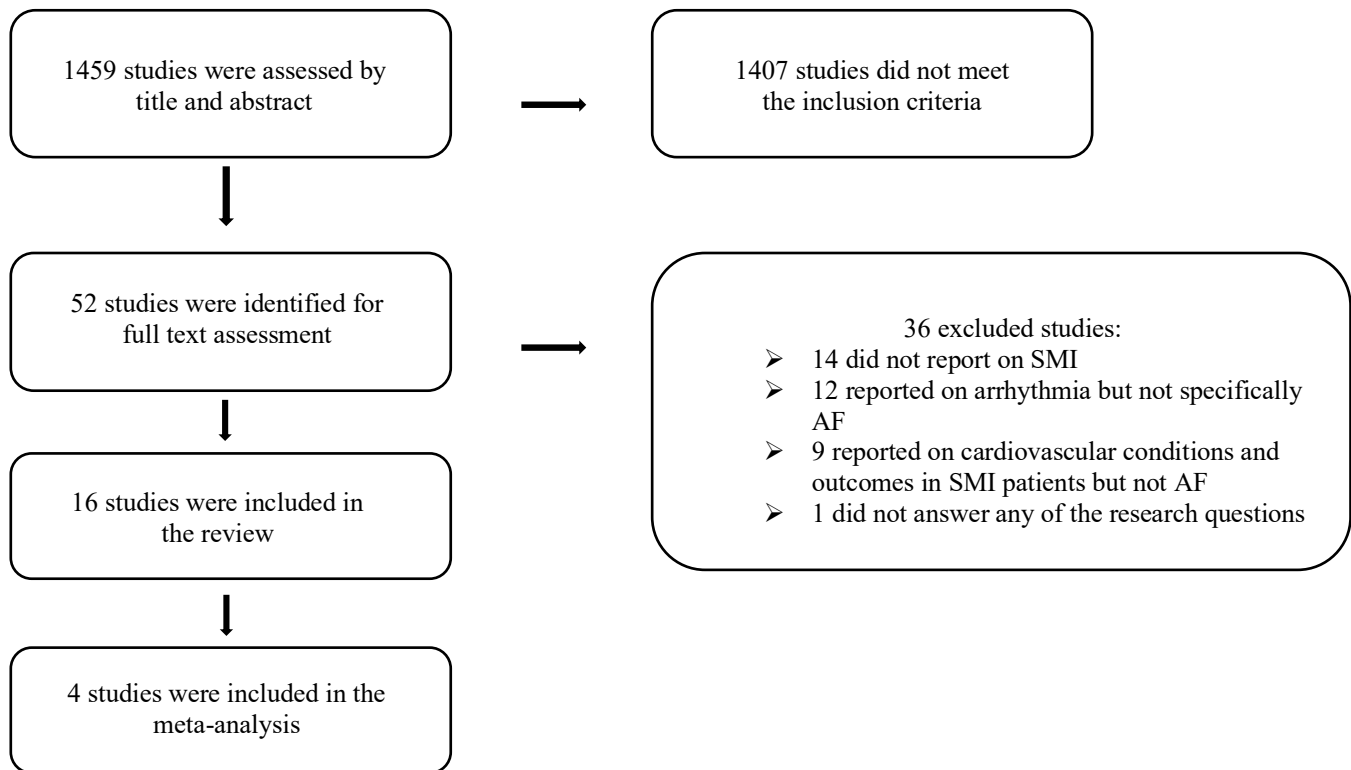 1459 studies were assessed by
title and abstract
1407 studies did not meet
the inclusion criteria
52 studies were identified for
full text assessment
36 excluded studies:
➢ 14 did not report on SMI
➢ 12 reported on arrhythmia but not specifically
AF
➢ 9 reported on cardiovascular conditions and
outcomes in SMI patients but not AF
➢ 1 did not answer any of the research questions
16 studies were included in
the review
4 studies were included in the
meta-analysis